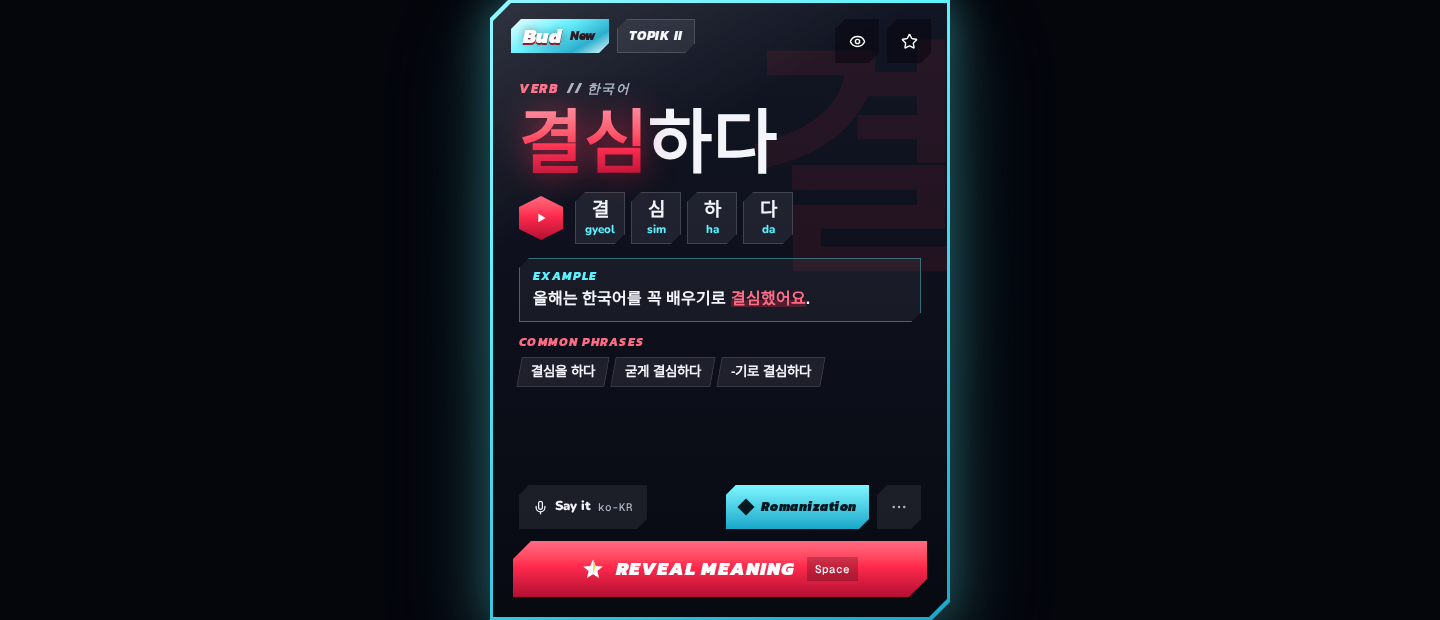 Bud New TOPIK II
VERB // 한국어
결심하다
결 심 하 다
gyeol sim ha da
EXAMPLE
올해는 한국어를 꼭 배우기로 결심했어요.
COMMON PHRASES
결심을 하다 굳게 결심하다 -기로 결심하다
Say it ko-KR Romanization
REVEAL MEANING Space